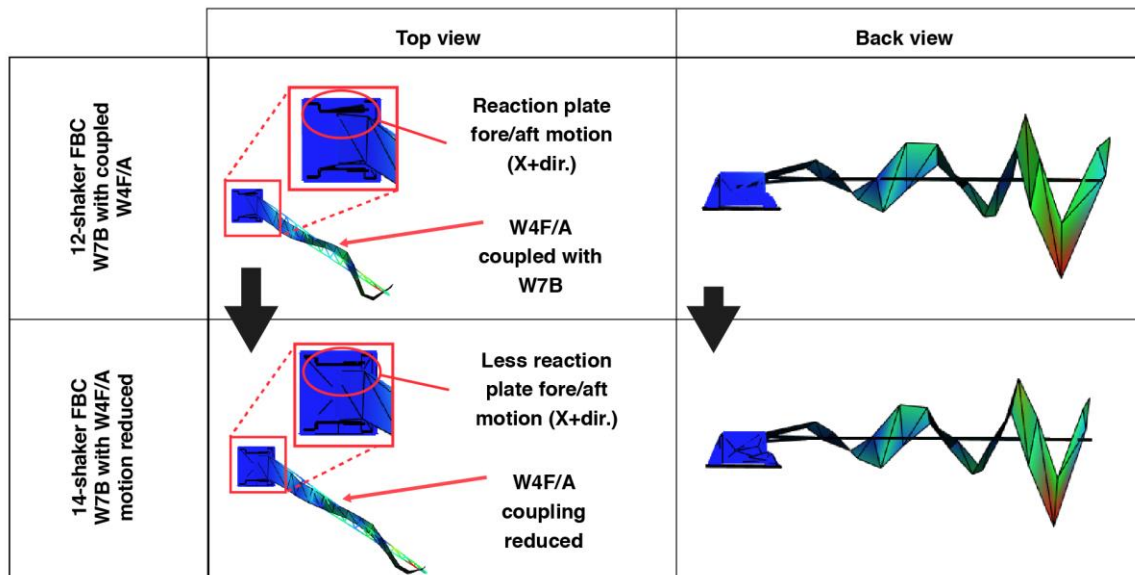 Top view
Back view
12-shaker FBC
W7B with coupled
W4F/A
Reaction plate
fore/aft motion
(X+dir.)
W4F/A
coupled with
W7B
14-shaker FBC
W7B with W4F/A
motion reduced
Less reaction
plate fore/aft
motion (X+dir.)
W4F/A
coupling
reduced